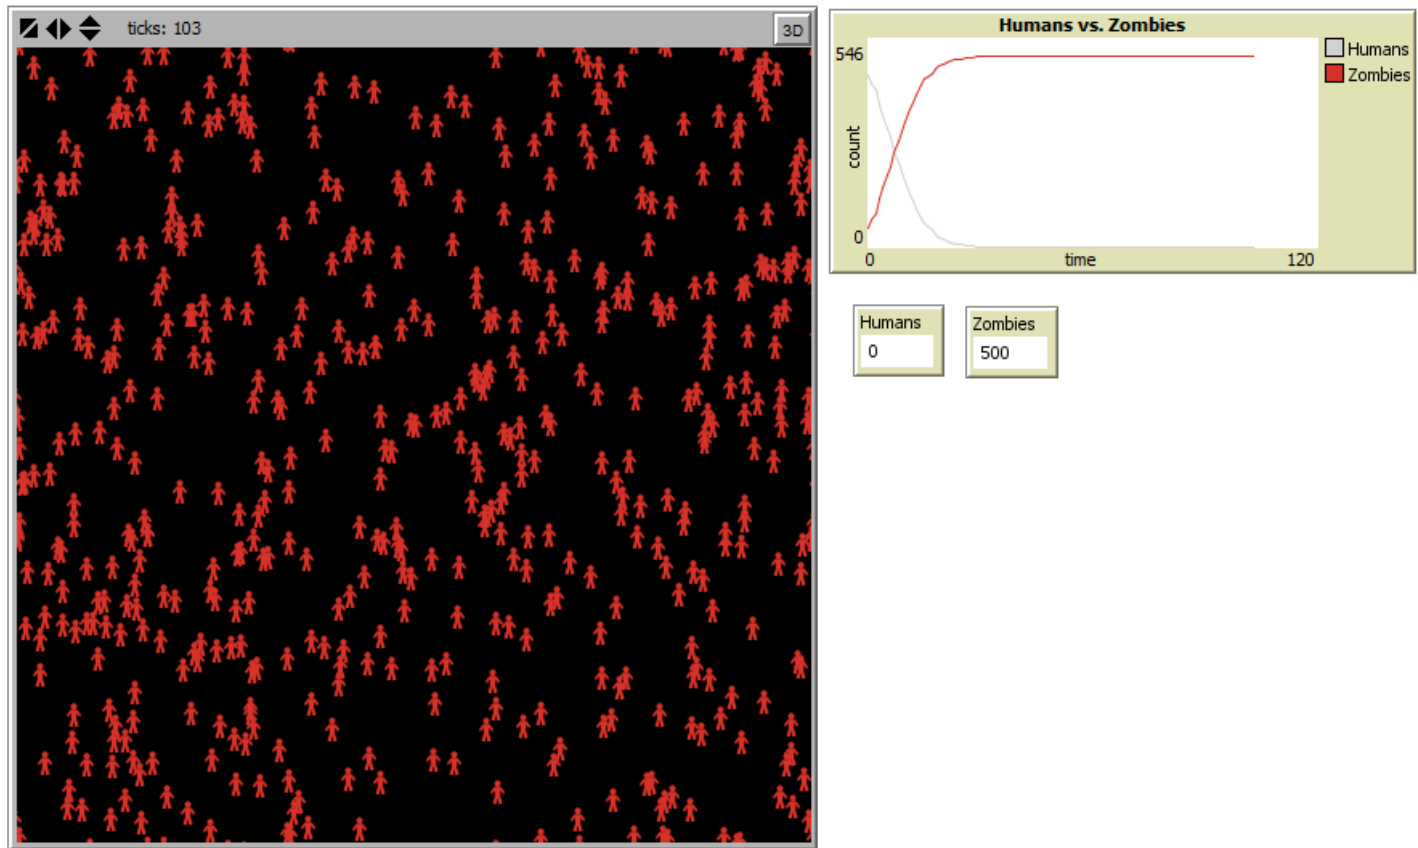 ticks: 103
3D
Humans vs. Zombies
546
count
0
0
time
120
Humans
Zombies
Humans
0
Zombies
500